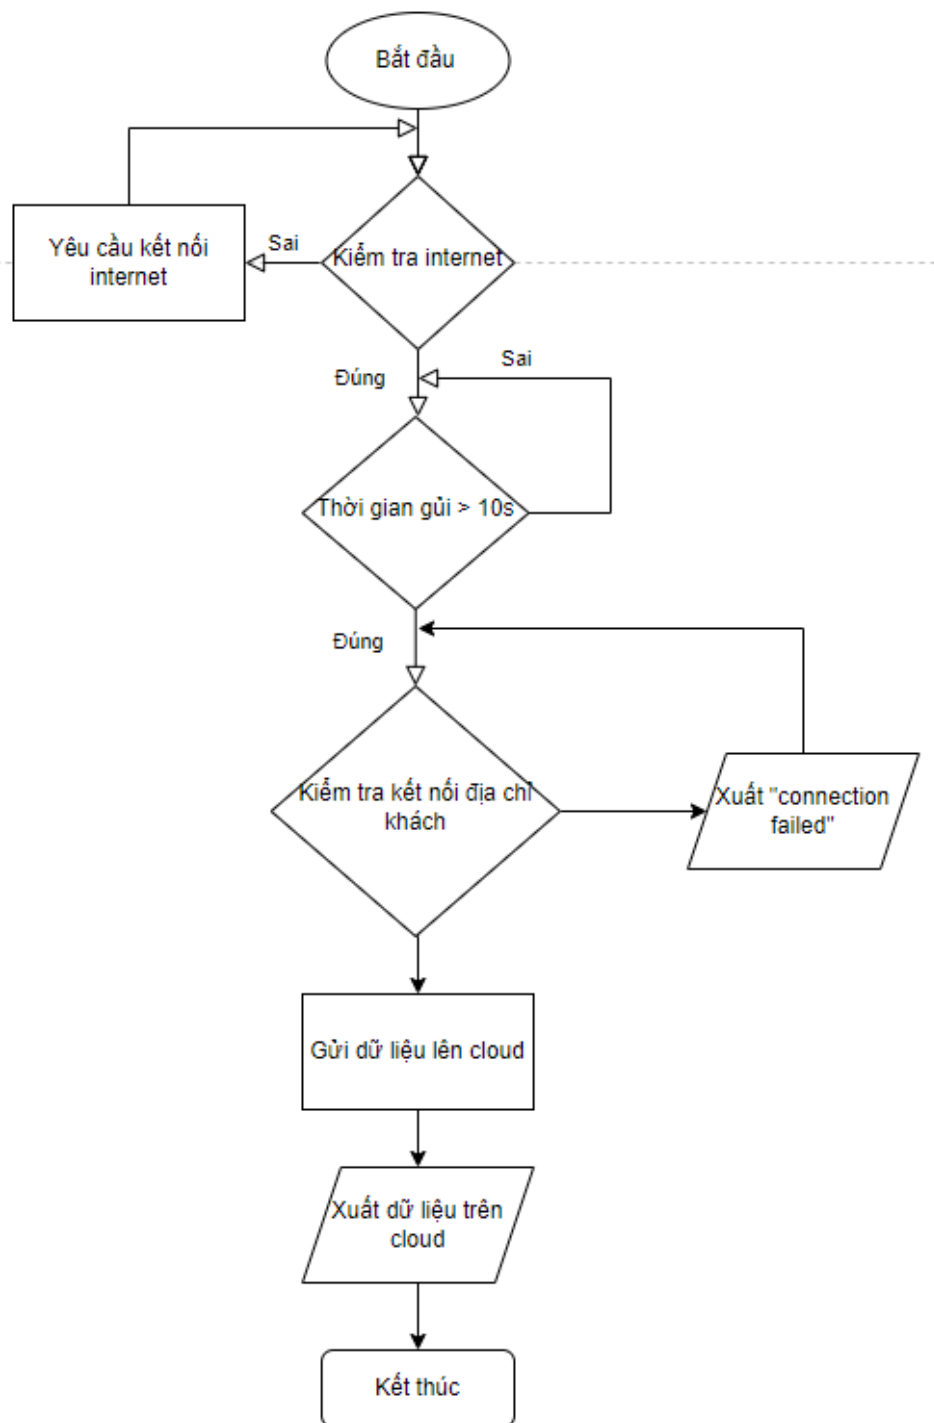 Bắt đầu
Yêu cầu kết nối
internet
Sai
Kiểm tra internet
Đúng
Sai
Thời gian gủi > 10s
Đúng
Kiểm tra kết nối địa chỉ
khách
Xuất "connection
failed"
Gửi dữ liệu lên cloud
Xuất dữ liệu trên
cloud
Kết thúc